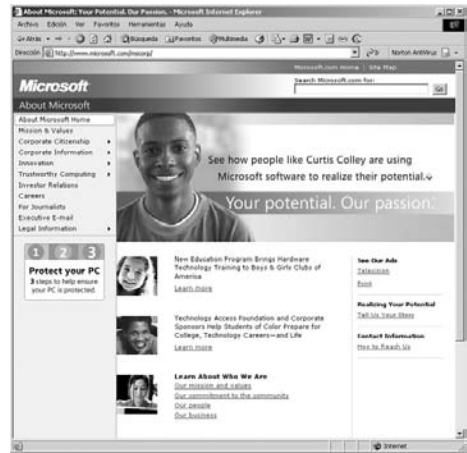 About Microsoft: Your Potential. Our Passion. - Microsoft Internet Explorer
Archivo Edición Ver Favoritos Herramientas Ayuda
Atrás Búsqueda Favoritos Multimedia
Dirección http://www.microsoft.com/mscorp/ Ir Norton AntiVirus
Microsoft.com Home | Site Map
Microsoft
Search Microsoft.com for:
Go
About Microsoft
About Microsoft Home
Mission & Values
Corporate Citizenship
Corporate Information
Innovation
Trustworthy Computing
Investor Relations
Careers
For Journalists
Executive E-mail
Legal Information
1 2 3
Protect your PC
3 steps to help ensure
your PC is protected.
See how people like Curtis Colley are using
Microsoft software to realize their potential.
Your potential. Our passion.
New Education Program Brings Hardware
Technology Training to Boys & Girls Clubs of
America
Learn more
Technology Access Foundation and Corporate
Sponsors Help Students of Color Prepare for
College, Technology Careers—and Life
Learn more
Learn About Who We Are
Our mission and values
Our commitment to the community
Our people
Our business
See Our Ads
Television
Print
Realizing Your Potential
Tell Us Your Story
Contact Information
How to Reach Us
Internet